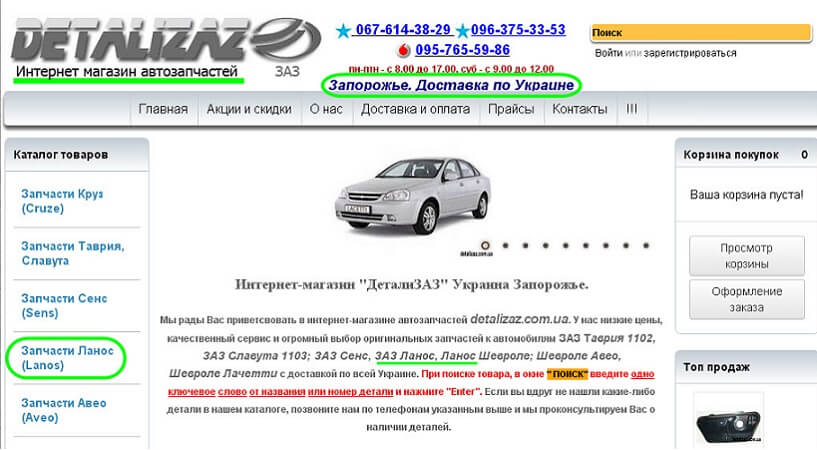 DETALIZAZ
Интернет магазин автозапчастей
ЗАЗ
067-614-38-29 096-375-33-53
095-765-59-86
пн-птн - с 8.00 до 17.00, суб - с 9.00 до 12.00
Запорожье. Доставка по Украине
Поиск
Войти или зарегистрироваться
Главная
Акции и скидки
О нас
Доставка и оплата
Прайсы
Контакты
III
Каталог товаров
Запчасти Круз
(Cruze)
Запчасти Таврия,
Славута
Запчасти Сенс
(Sens)
Запчасти Ланос
(Lanos)
Запчасти Авео
(Aveo)
LACETTI
detalizaz.com.ua
Интернет-магазин "ДеталиЗАЗ" Украина Запорожье.
Мы рады Вас приветсвовать в интернет-магазине автозапчастей detalizaz.com.ua. У нас низкие цены,
качественный сервис и огромный выбор оригинальных запчастей к автомобилям ЗАЗ Таврия 1102,
ЗАЗ Славута 1103; ЗАЗ Сенс, ЗАЗ Ланос, Ланос Шевроле; Шевроле Авео,
Шевроле Лачетти с доставкой по всей Украине. При поиске товара, в окне "ПОИСК" введите одно
ключевое слово от названия или номер детали и нажмите "Enter". Если вы вдруг не нашли какие-либо
детали в нашем каталоге, позвоните нам по телефонам указанным выше и мы проконсультируем Вас о
наличии деталей.
Корзина покупок 0
Ваша корзина пуста!
Просмотр
корзины
Оформление
заказа
Топ продаж